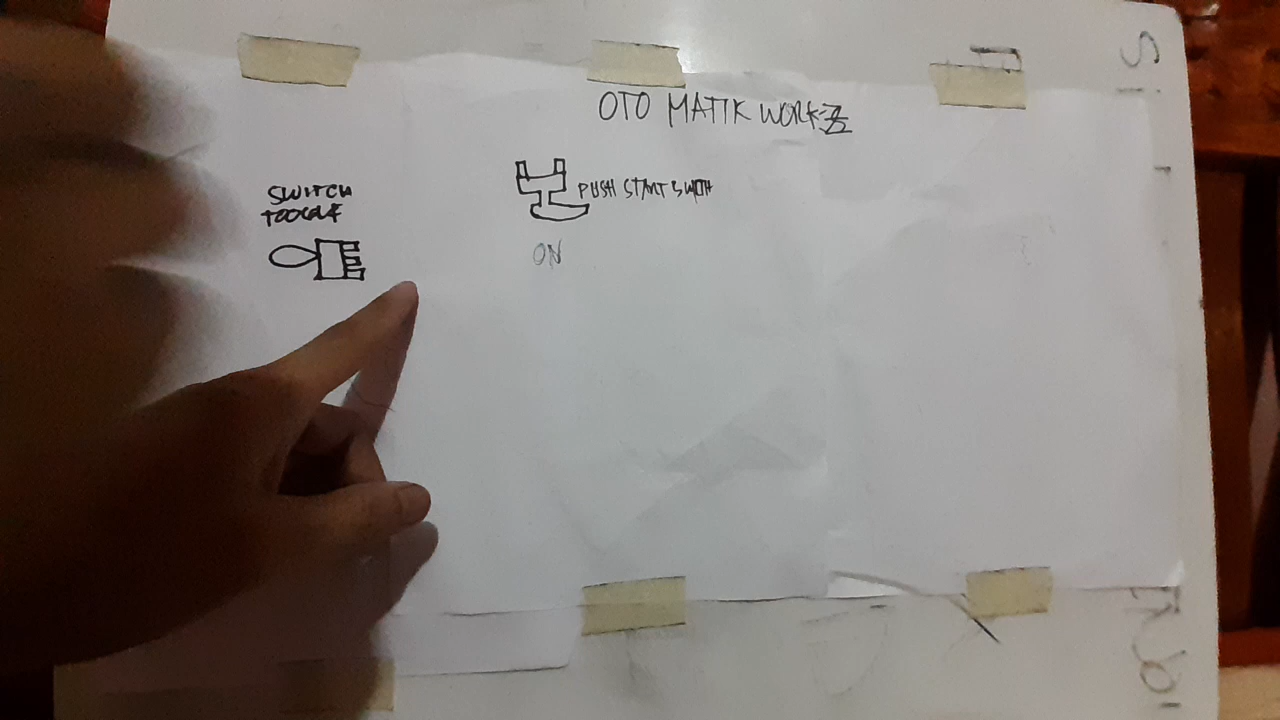 OTO MATIK WORKZ
SWITCH
TOGGLE
PUSH START SWITH
ON